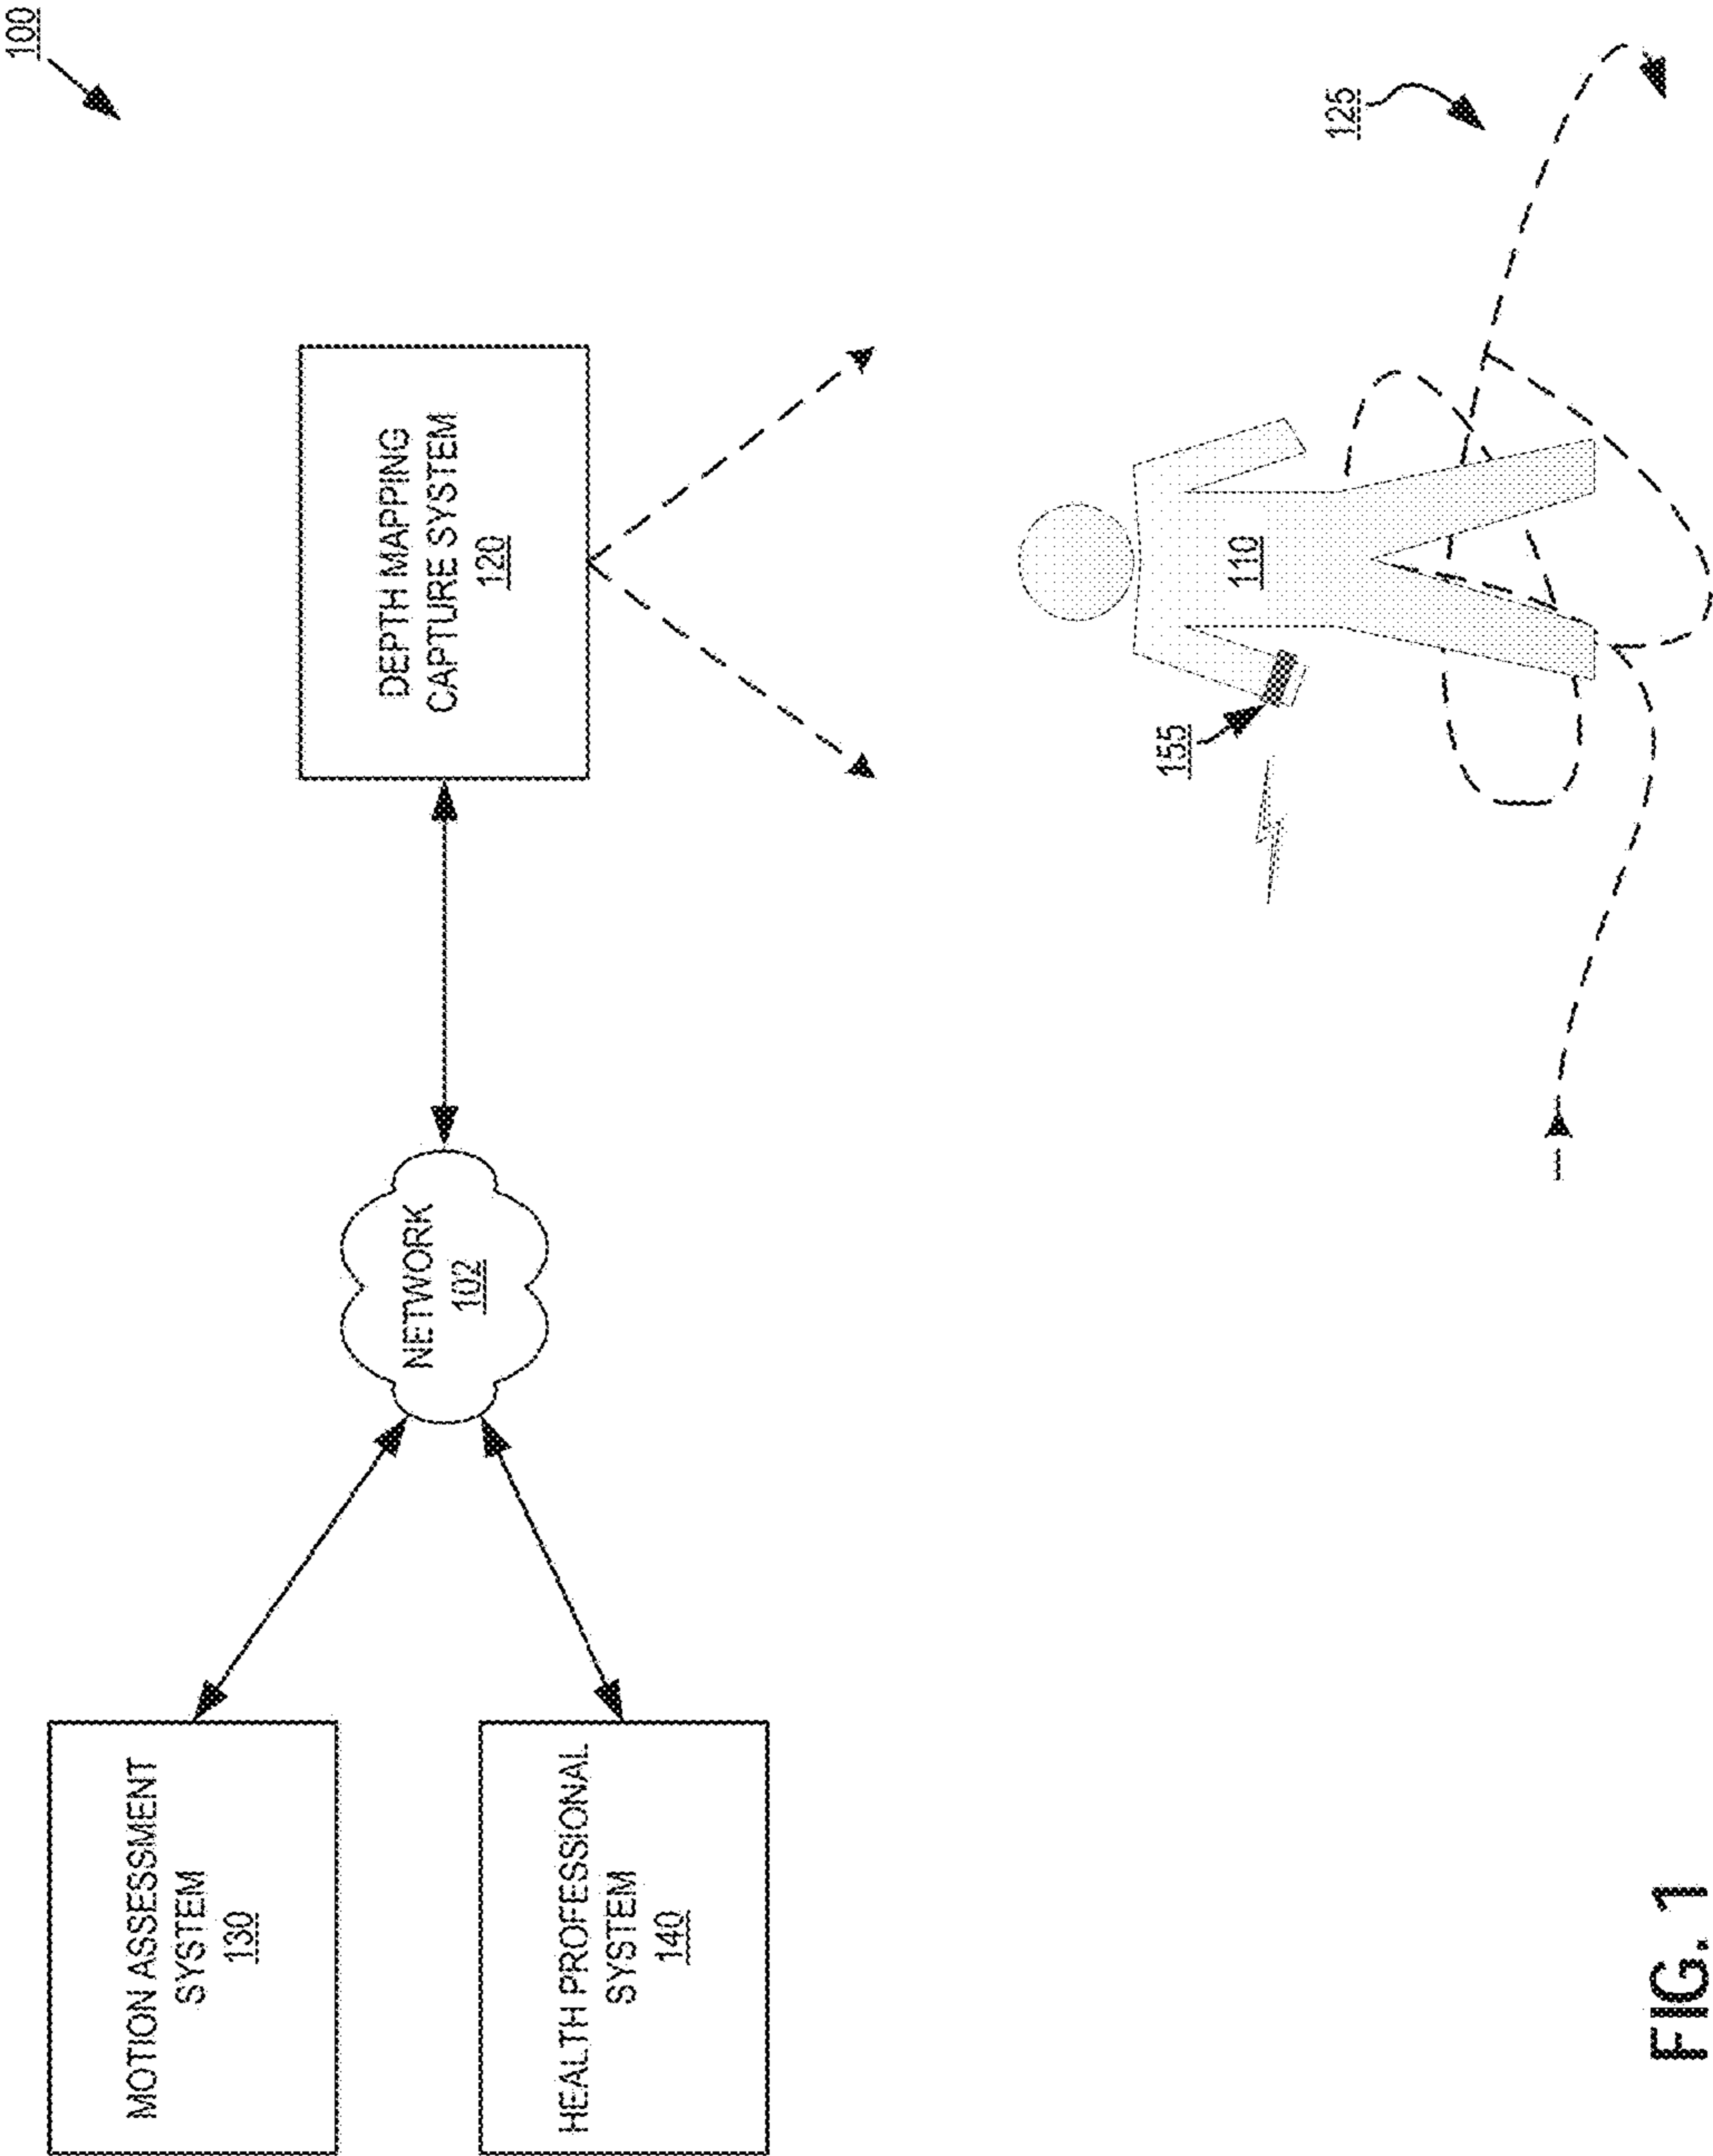 100
MOTION ASSESSMENT
SYSTEM
130
HEALTH PROFESSIONAL
SYSTEM
140
NETWORK
102
DEPTH MAPPING
CAPTURE SYSTEM
120
155
110
125
FIG. 1